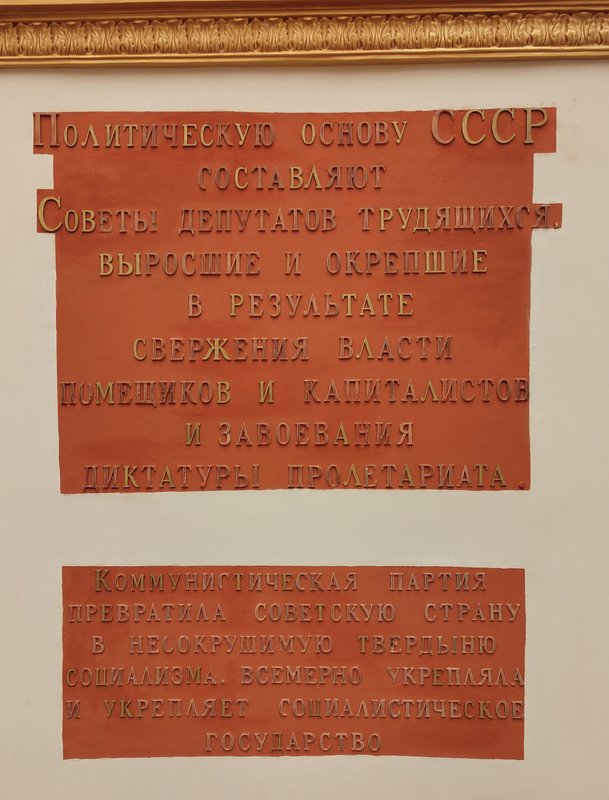 Политическую основу СССР
составляют
Советы депутатов трудящихся,
выросшие и окрепшие
в результате
свержения власти
помещиков и капиталистов
и завоевания
диктатуры пролетариата.
Коммунистическая партия
превратила советскую страну
в несокрушимую твердыню
социализма. всемерно укрепляла
и укрепляет социалистическое
государство